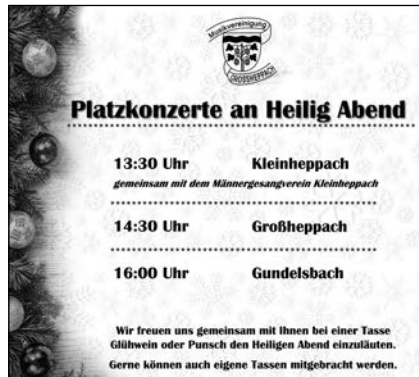 Musikvereinigung
GROSSHEPPACH
Platzkonzerte an Heilig Abend
13:30 Uhr Kleinheppach
gemeinsam mit dem Männergesangverein Kleinheppach
14:30 Uhr Großheppach
16:00 Uhr Gundelsbach
Wir freuen uns gemeinsam mit Ihnen bei einer Tasse
Glühwein oder Punsch den Heiligen Abend einzuläuten.
Gerne können auch eigene Tassen mitgebracht werden.